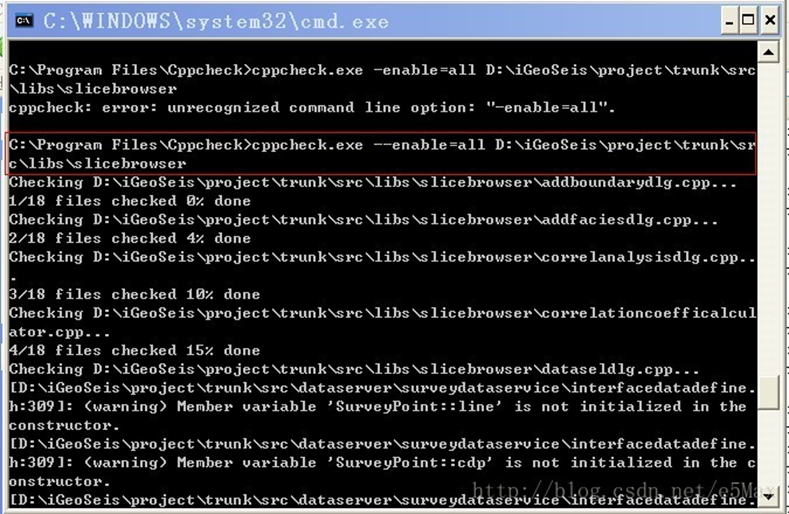 C:\WINDOWS\system32\cmd.exe
C:\Program Files\Cppcheck>cppcheck.exe -enable=all D:\iGeoSeis\project\trunk\src
\libs\slicebrowser
cppcheck: error: unrecognized command line option: "-enable=all".
C:\Program Files\Cppcheck>cppcheck.exe --enable=all D:\iGeoSeis\project\trunk\sr
c\libs\slicebrowser
Checking D:\iGeoSeis\project\trunk\src\libs\slicebrowser\addboundarydlg.cpp...
1/18 files checked 0% done
Checking D:\iGeoSeis\project\trunk\src\libs\slicebrowser\addfaciesdlg.cpp...
2/18 files checked 4% done
Checking D:\iGeoSeis\project\trunk\src\libs\slicebrowser\correlanalysisdlg.cpp..
.
3/18 files checked 10% done
Checking D:\iGeoSeis\project\trunk\src\libs\slicebrowser\correlationcoefficalcul
ator.cpp...
4/18 files checked 15% done
Checking D:\iGeoSeis\project\trunk\src\libs\slicebrowser\dataseldlg.cpp...
[D:\iGeoSeis\project\trunk\src\dataserver\surveydataservice\interfacedatadefine.
h:309]: (warning) Member variable 'SurveyPoint::line' is not initialized in the
constructor.
[D:\iGeoSeis\project\trunk\src\dataserver\surveydataservice\interfacedatadefine.
h:309]: (warning) Member variable 'SurveyPoint::cdp' is not initialized in the c
onstructor.
[D:\iGeoSeis\project\trunk\src\dataserver\surveydataservice\interfacedatadefine.
http://blog.csdn.net/e5Max